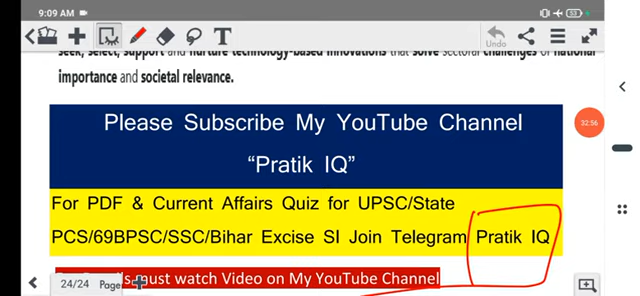 9:09 AM
53
Undo
32:56
seek, select, support and nurture technology-based innovations that solve sectoral challenges of national
importance and societal relevance.
Please Subscribe My YouTube Channel
“Pratik IQ”
For PDF & Current Affairs Quiz for UPSC/State
PCS/69BPSC/SSC/Bihar Excise SI Join Telegram Pratik IQ
must watch Video on My YouTube Channel
24/24 Page